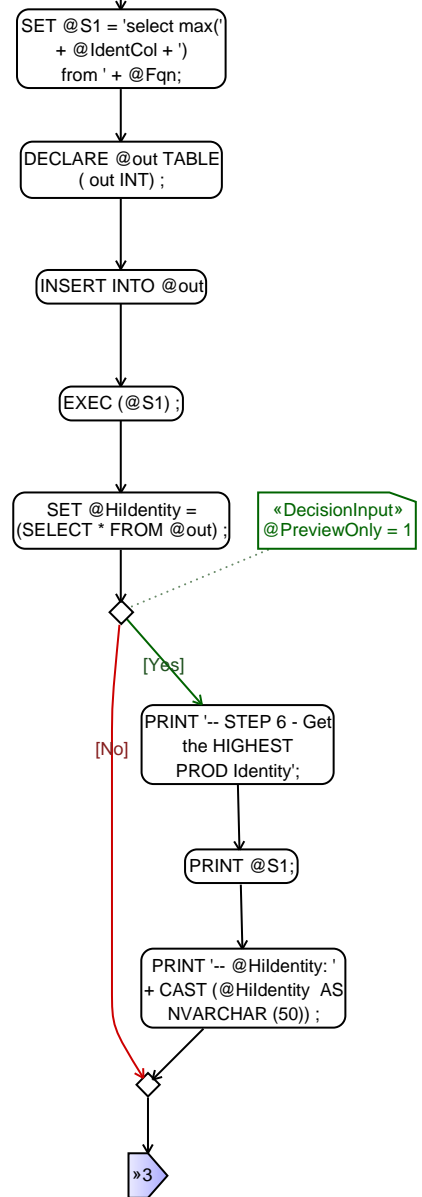 SET @S1 = 'select max('
+ @IdentCol + ')
from ' + @Fqn;
DECLARE @out TABLE
( out INT) ;
INSERT INTO @out
EXEC (@S1) ;
SET @HiIdentity =
(SELECT * FROM @out) ;
«DecisionInput»
@PreviewOnly = 1
[Yes]
[No]
PRINT '-- STEP 6 - Get
the HIGHEST
PROD Identity';
PRINT @S1;
PRINT '-- @HiIdentity: '
+ CAST (@HiIdentity  AS
NVARCHAR (50)) ;
»3